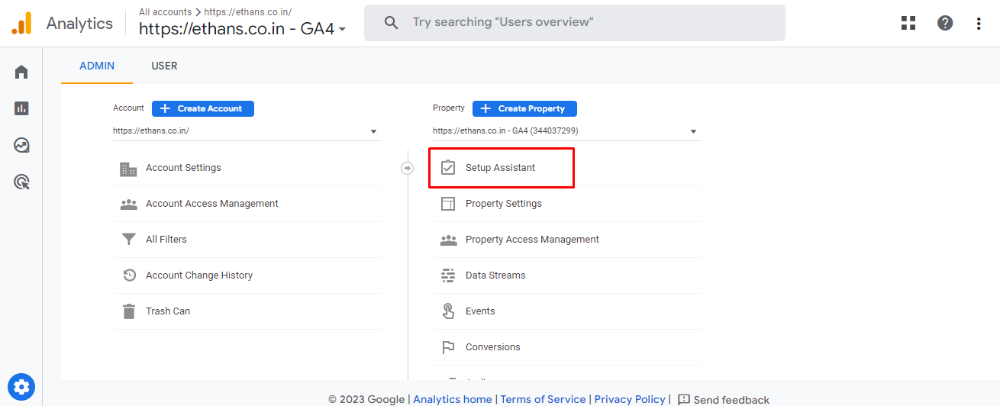 Analytics
All accounts > https://ethans.co.in/
https://ethans.co.in - GA4
Try searching "Users overview"
ADMIN
USER
Account
Create Account
https://ethans.co.in/
Account Settings
Account Access Management
All Filters
Account Change History
Trash Can
Property
Create Property
https://ethans.co.in - GA4 (344037299)
Setup Assistant
Property Settings
Property Access Management
Data Streams
Events
Conversions
© 2023 Google | Analytics home | Terms of Service | Privacy Policy | Send feedback